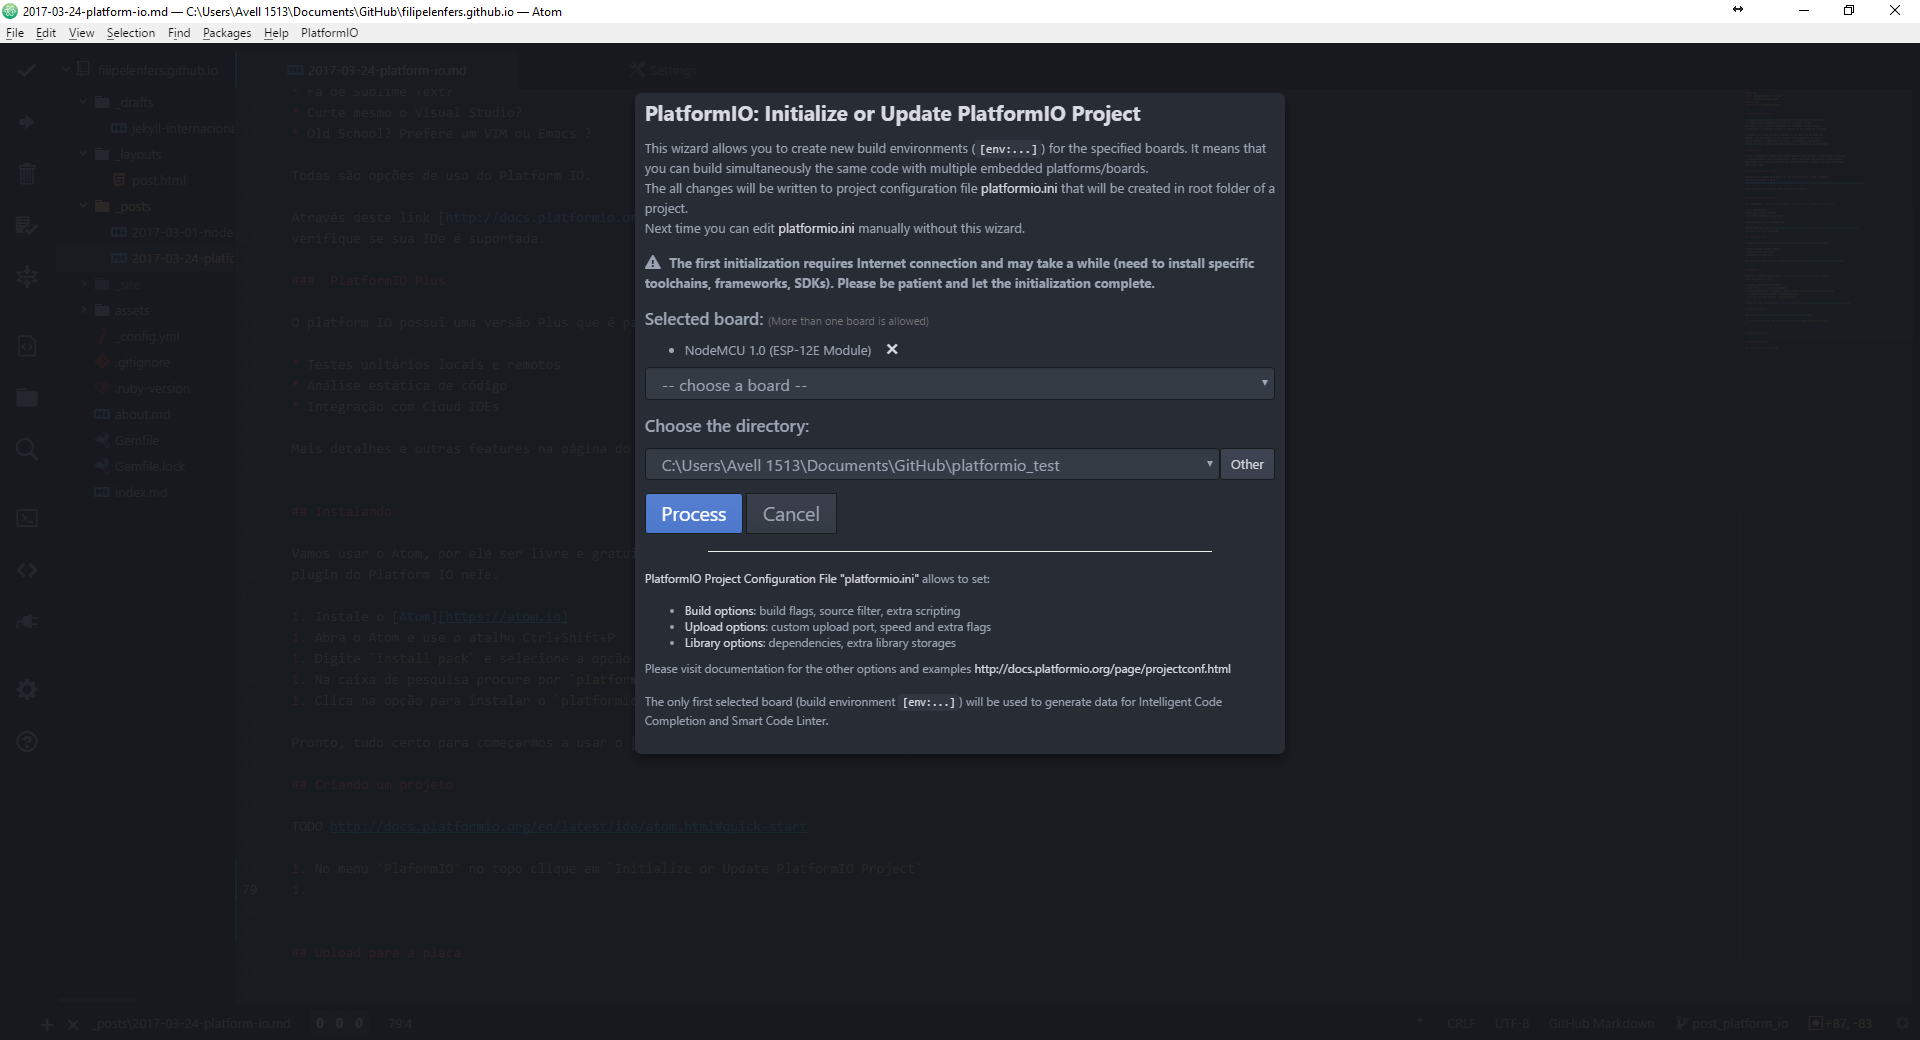 2017-03-24-platform-io.md — C:\Users\Avell 1513\Documents\GitHub\filipelenfers.github.io — Atom
File Edit View Selection Find Packages Help PlatformIO
filipelenfers.github.io
_drafts
jekyll-internaciona
_layouts
post.html
_posts
2017-03-01-node
2017-03-24-platfo
_site
assets
_config.yml
.gitignore
.ruby-version
about.md
Gemfile
Gemfile.lock
index.md
2017-03-24-platform-io.md
Settings
* Fã de Sublime Text?
* Curte mesmo o Visual Studio?
* Old School? Prefere um VIM ou Emacs ?
Todas são opções de uso do Platform IO.
Através deste link [http://docs.platformio.or
verifique se sua IDe é suportada.
### PlatformIO Plus
O platform IO possui uma versão Plus que é pa
* Testes unitários locais e remotos
* Análise estática de código
* Integração com Cloud IDEs
Mais detalhes e outras features na página do
## Instalando
Vamos usar o Atom, por ele ser livre e gratui
plugin do Platform IO nele.
1. Instale o [Atom](https://atom.io)
1. Abra o Atom e use o atalho Ctrl+Shift+P
1. Digite `install pack` e selecione a opção
1. Na caixa de pesquisa procure por `platform
1. Clica na opção para instalar o `platformio
Pronto, tudo certo para começarmos a usar o
## Criando um projeto
TODO http://docs.platformio.org/en/latest/ide/atom.html#quick-start
1. No menu `PlaformIO` no topo clique em `Initialize or Update PlatformIO Project`
79 1.
## Upload para a placa
PlatformIO: Initialize or Update PlatformIO Project
This wizard allows you to create new build environments ( [env:...] ) for the specified boards. It means that
you can build simultaneously the same code with multiple embedded platforms/boards.
The all changes will be written to project configuration file platformio.ini that will be created in root folder of a
project.
Next time you can edit platformio.ini manually without this wizard.
The first initialization requires Internet connection and may take a while (need to install specific
toolchains, frameworks, SDKs). Please be patient and let the initialization complete.
Selected board: (More than one board is allowed)
• NodeMCU 1.0 (ESP-12E Module)
-- choose a board --
Choose the directory:
C:\Users\Avell 1513\Documents\GitHub\platformio_test
Other
Process Cancel
PlatformIO Project Configuration File "platformio.ini" allows to set:
• Build options: build flags, source filter, extra scripting
• Upload options: custom upload port, speed and extra flags
• Library options: dependencies, extra library storages
Please visit documentation for the other options and examples http://docs.platformio.org/page/projectconf.html
The only first selected board (build environment [env:...] ) will be used to generate data for Intelligent Code
Completion and Smart Code Linter.
_posts\2017-03-24-platform-io.md 0 0 0 79:4
CRLF UTF-8 GitHub Markdown post_platform_io +87, -83